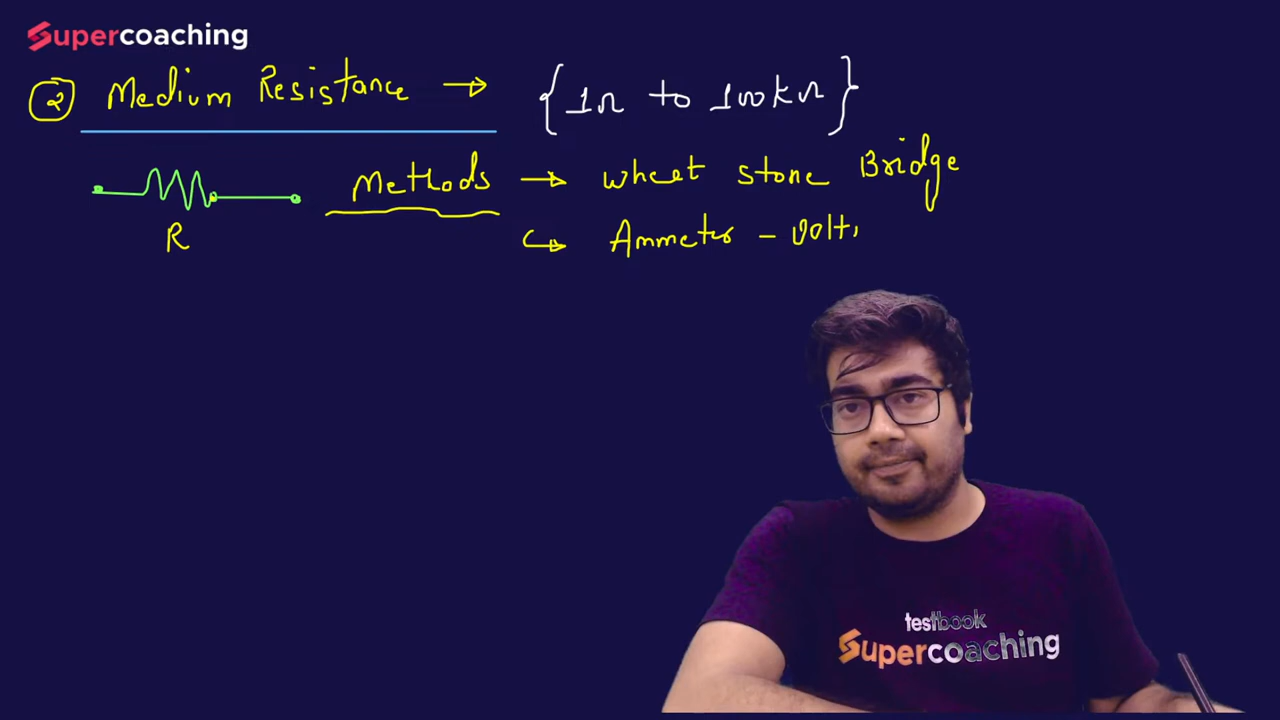 Supercoaching
2 Medium Resistance → {1Ω to 100kΩ}
Methods → wheat stone Bridge
R
↳ Ammeter - volt
testbook
Supercoaching